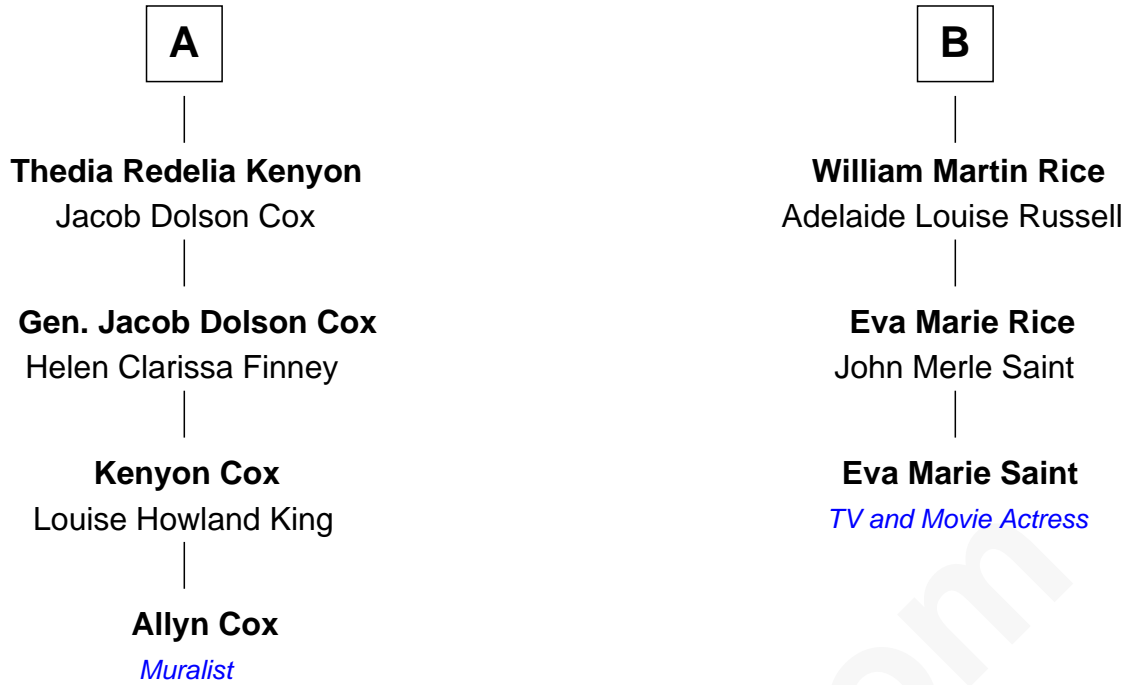 A
Thedia Redelia Kenyon
Jacob Dolson Cox
Gen. Jacob Dolson Cox
Helen Clarissa Finney
Kenyon Cox
Louise Howland King
Allyn Cox
Muralist
B
William Martin Rice
Adelaide Louise Russell
Eva Marie Rice
John Merle Saint
Eva Marie Saint
TV and Movie Actress
om